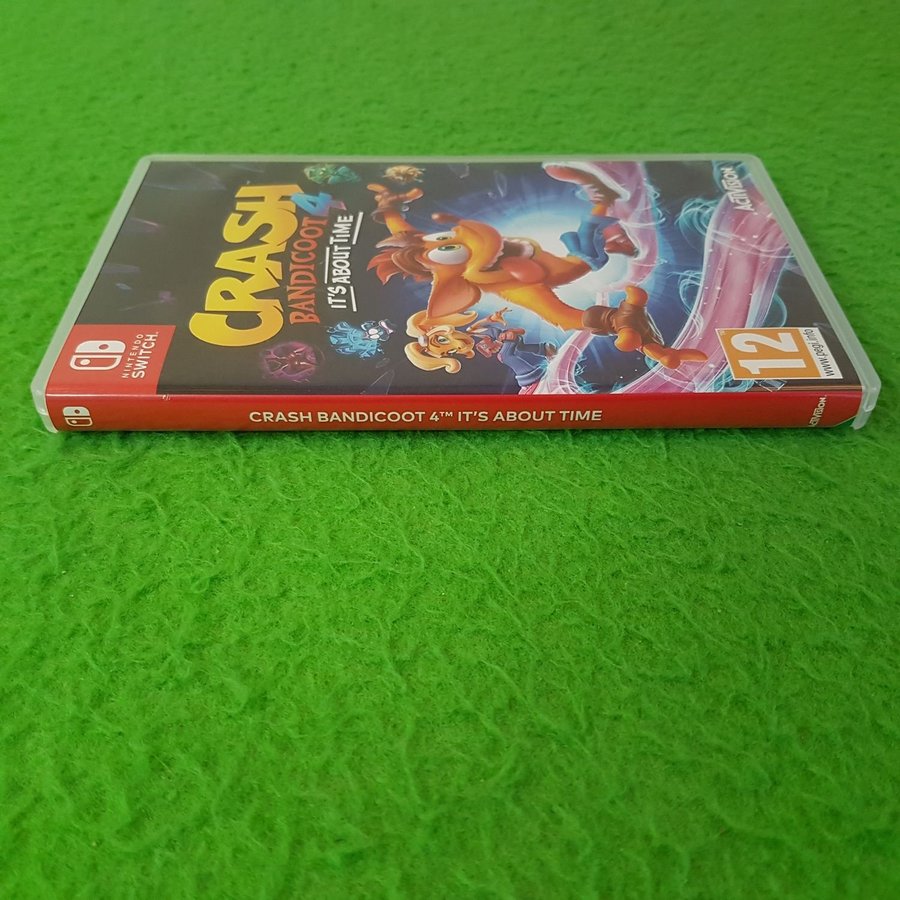 CRASH
BANDICOOT 4
IT'S ABOUT TIME
ACTIVISION
NINTENDO
SWITCH™
12
www.pegi.info
CRASH BANDICOOT 4™ IT'S ABOUT TIME
ACTIVISION